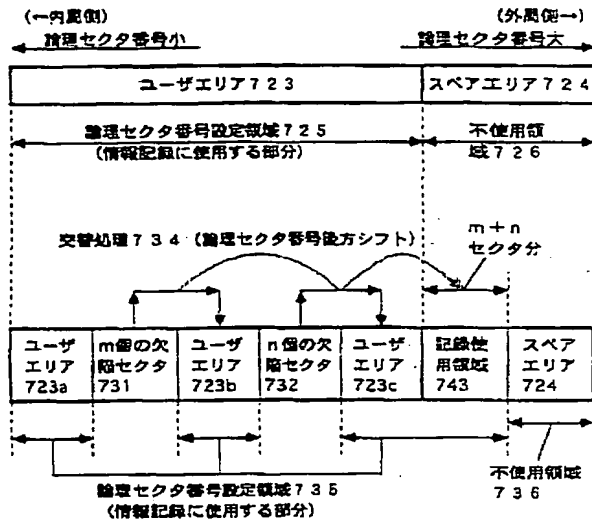 (←内周側)
(外周側→)
論理セクタ番号小
論理セクタ番号大
ユーザエリア723
スペアエリア724
論理セクタ番号設定領域725
(情報記録に使用する部分)
不使用領
域726
交替処理734(論理セクタ番号後方シフト)
m+n
セクタ分
ユーザ
エリア
723a
m個の欠
陥セクタ
731
ユーザ
エリア
723b
n個の欠
陥セクタ
732
ユーザ
エリア
723c
記録使
用領域
743
スペア
エリア
724
論理セクタ番号設定領域735
(情報記録に使用する部分)
不使用領域
736